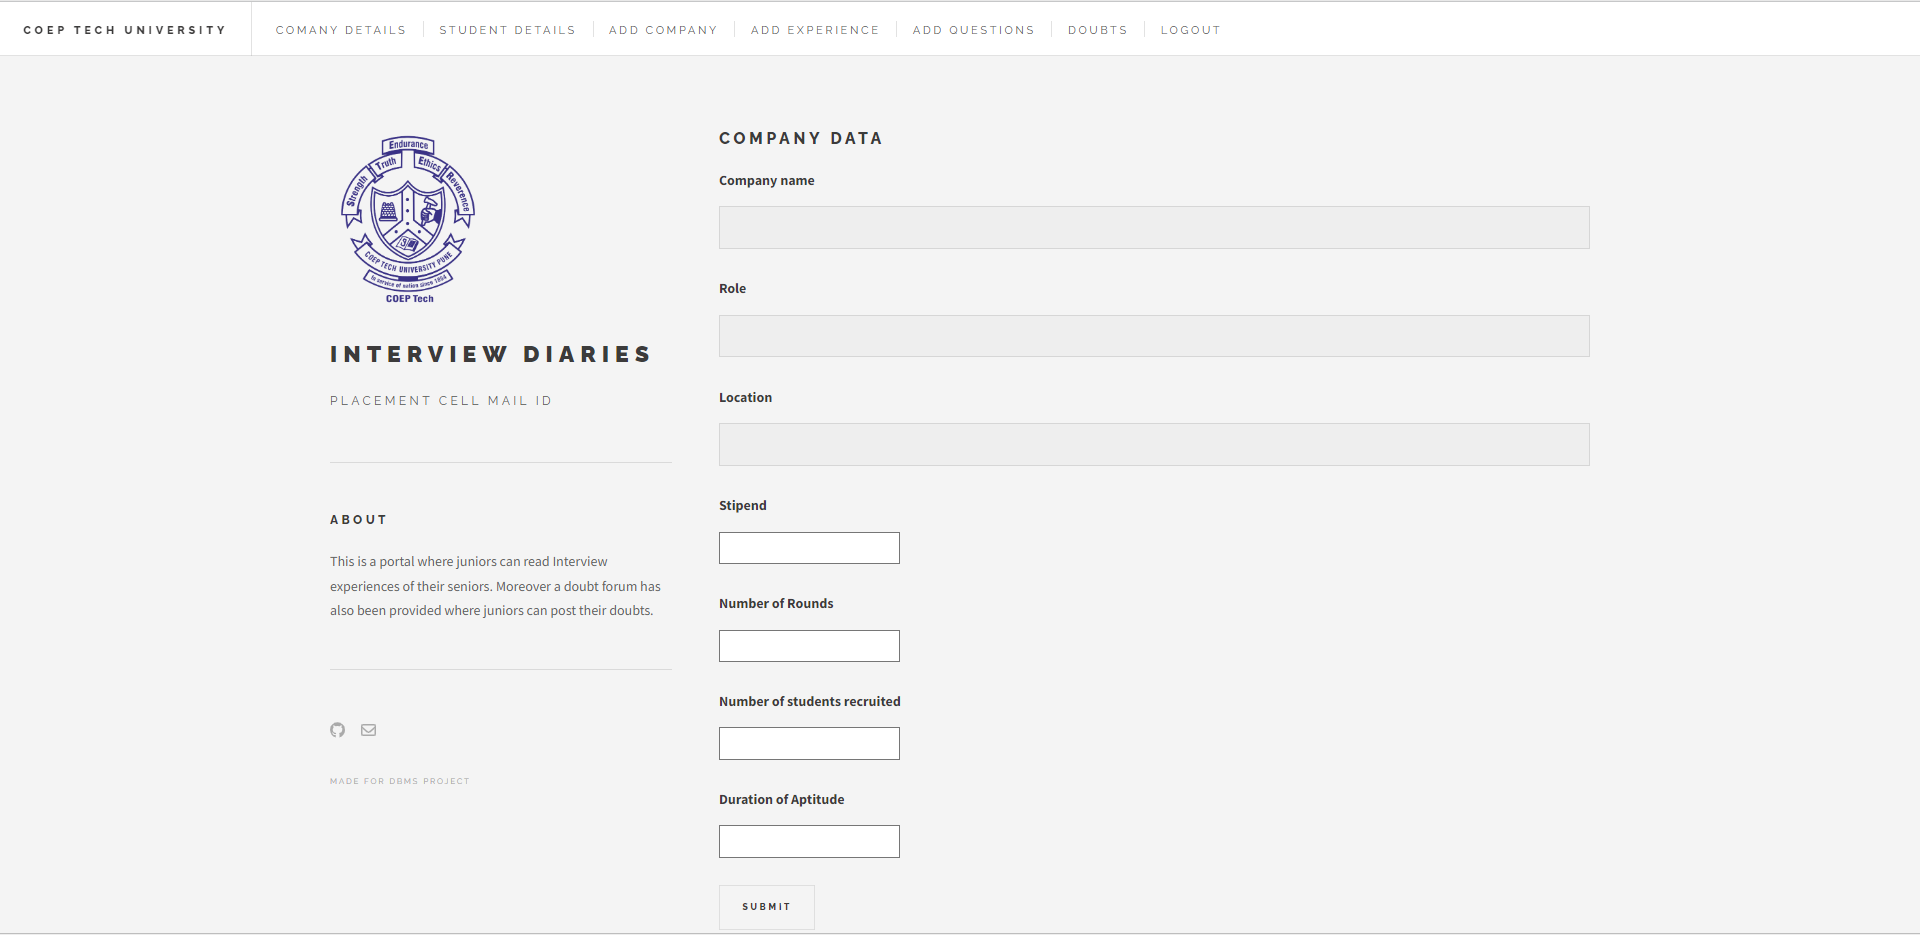 COEP TECH UNIVERSITY
COMANY DETAILS
STUDENT DETAILS
ADD COMPANY
ADD EXPERIENCE
ADD QUESTIONS
DOUBTS
LOGOUT
Endurance
Truth
Ethics
Strength
Reverence
COEP TECH UNIVERSITY PUNE
In service of nation since 1854
COEP Tech
INTERVIEW DIARIES
PLACEMENT CELL MAIL ID
ABOUT
This is a portal where juniors can read Interview
experiences of their seniors. Moreover a doubt forum has
also been provided where juniors can post their doubts.
MADE FOR DBMS PROJECT
COMPANY DATA
Company name
Role
Location
Stipend
Number of Rounds
Number of students recruited
Duration of Aptitude
SUBMIT